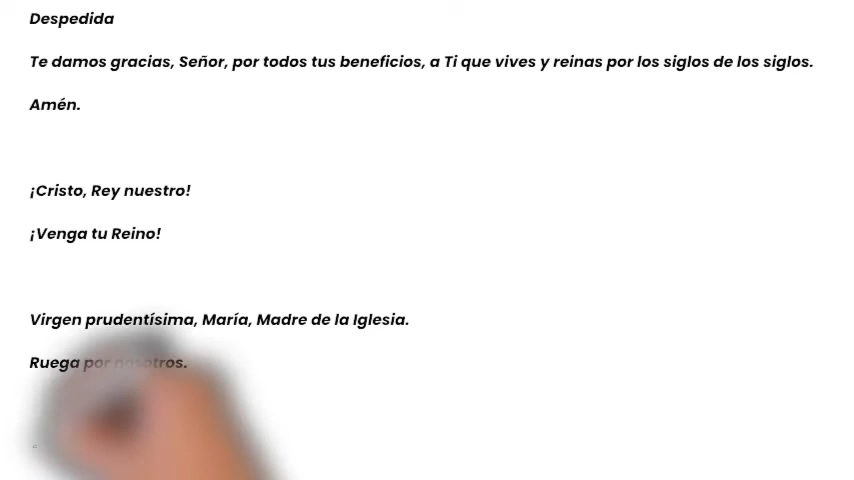 Despedida
Te damos gracias, Señor, por todos tus beneficios, a Ti que vives y reinas por los siglos de los siglos.
Amén.
¡Cristo, Rey nuestro!
¡Venga tu Reino!
Virgen prudentísima, María, Madre de la Iglesia.
Ruega por nosotros.